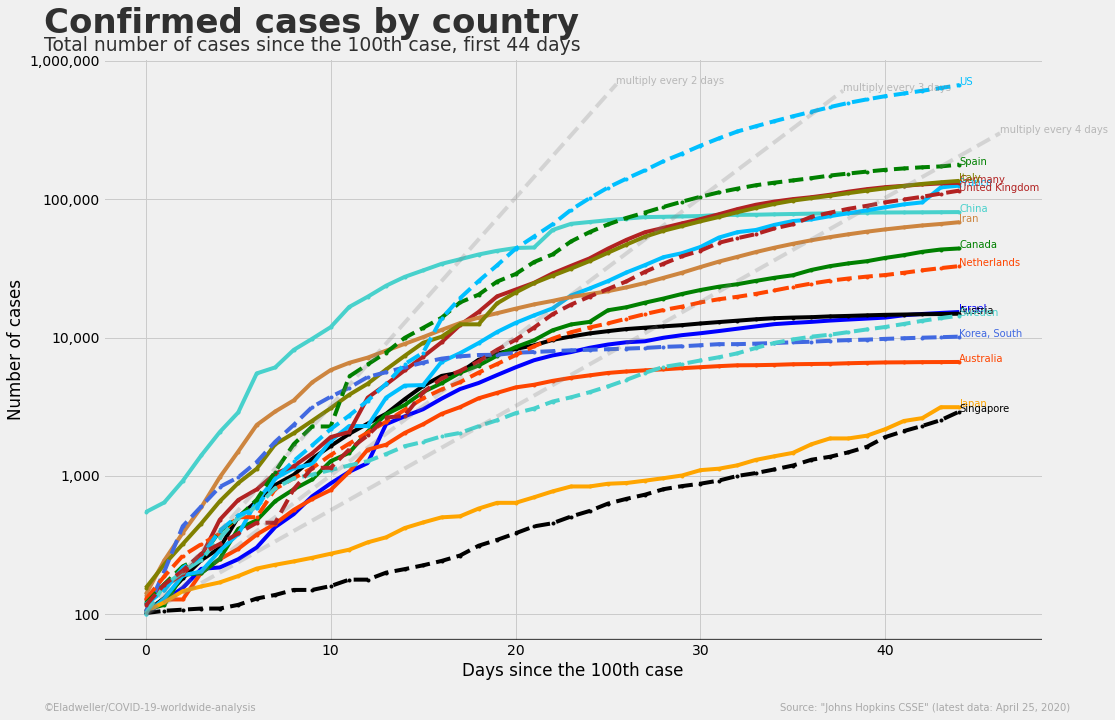 Confirmed cases by country
Total number of cases since the 100th case, first 44 days
1,000,000
100,000
10,000
1,000
100
Number of cases
0
10
20
30
40
Days since the 100th case
multiply every 2 days
multiply every 3 days
multiply every 4 days
US
Spain
Italy
Germany
United Kingdom
China
Iran
Canada
Netherlands
Israel
Sweden
Korea, South
Australia
Japan
Singapore
©Eladweller/COVID-19-worldwide-analysis
Source: "Johns Hopkins CSSE" (latest data: April 25, 2020)